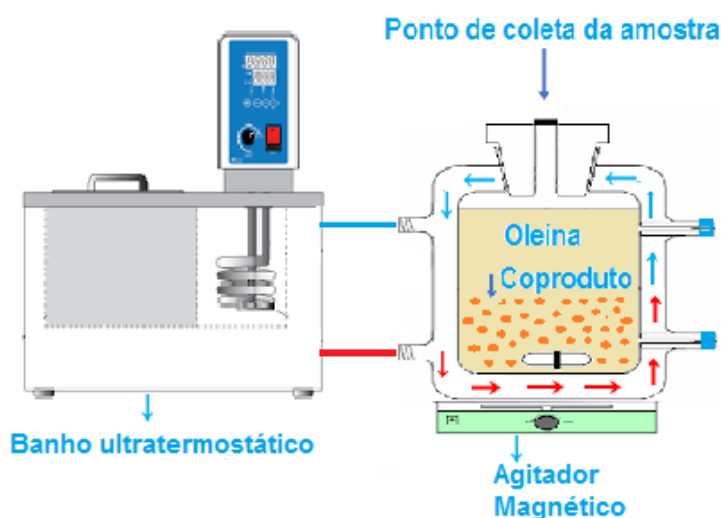 Ponto de coleta da amostra
Oleína
Coproduto
Banho ultratermostático
Agitador
Magnético